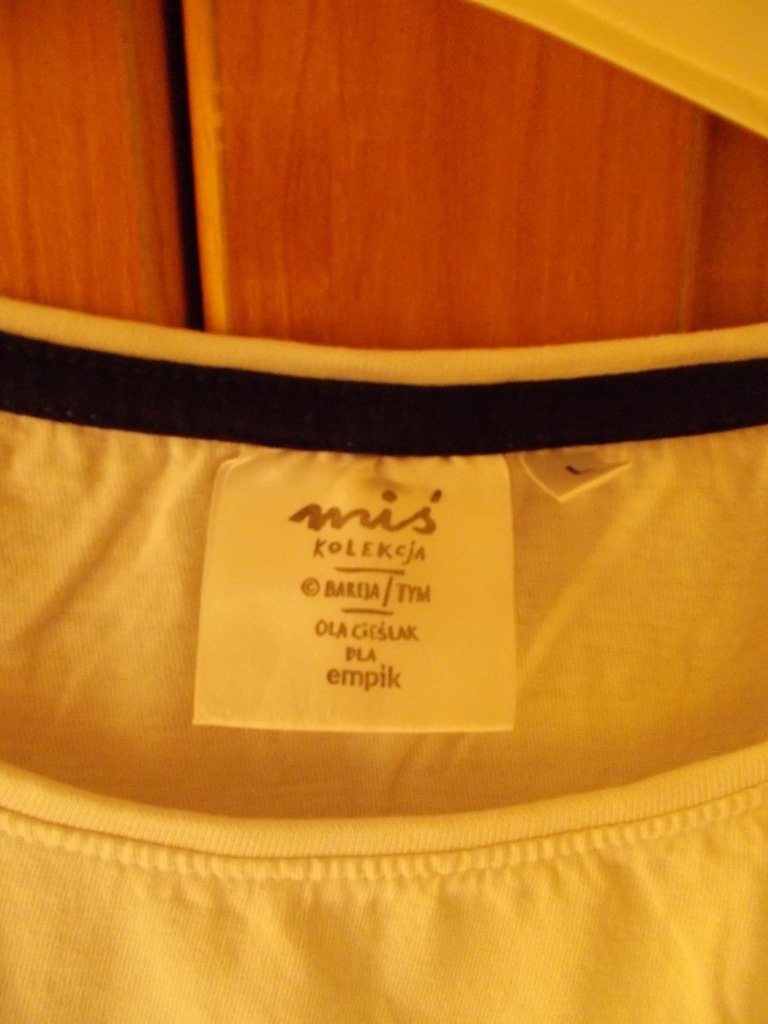 miś
KOLEKCJA
© BAREJA/TYM
OLA CIEŚLAK
DLA
empik